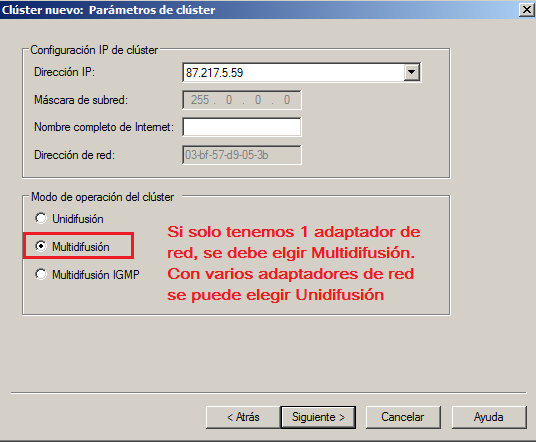 Clúster nuevo: Parámetros de clúster
Configuración IP de clúster
Dirección IP: 87.217.5.59
Máscara de subred: 255 . 0 . 0 . 0
Nombre completo de Internet:
Dirección de red: 03-bf-57-d9-05-3b
Modo de operación del clúster
Unidifusión
Multidifusión
Multidifusión IGMP
Si solo tenemos 1 adaptador de
red, se debe elgir Multidifusión.
Con varios adaptadores de red
se puede elegir Unidifusión
< Atrás Siguiente > Cancelar Ayuda